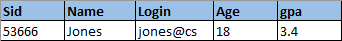 Sid Name Login Age gpa
53666 Jones jones@cs 18 3.4